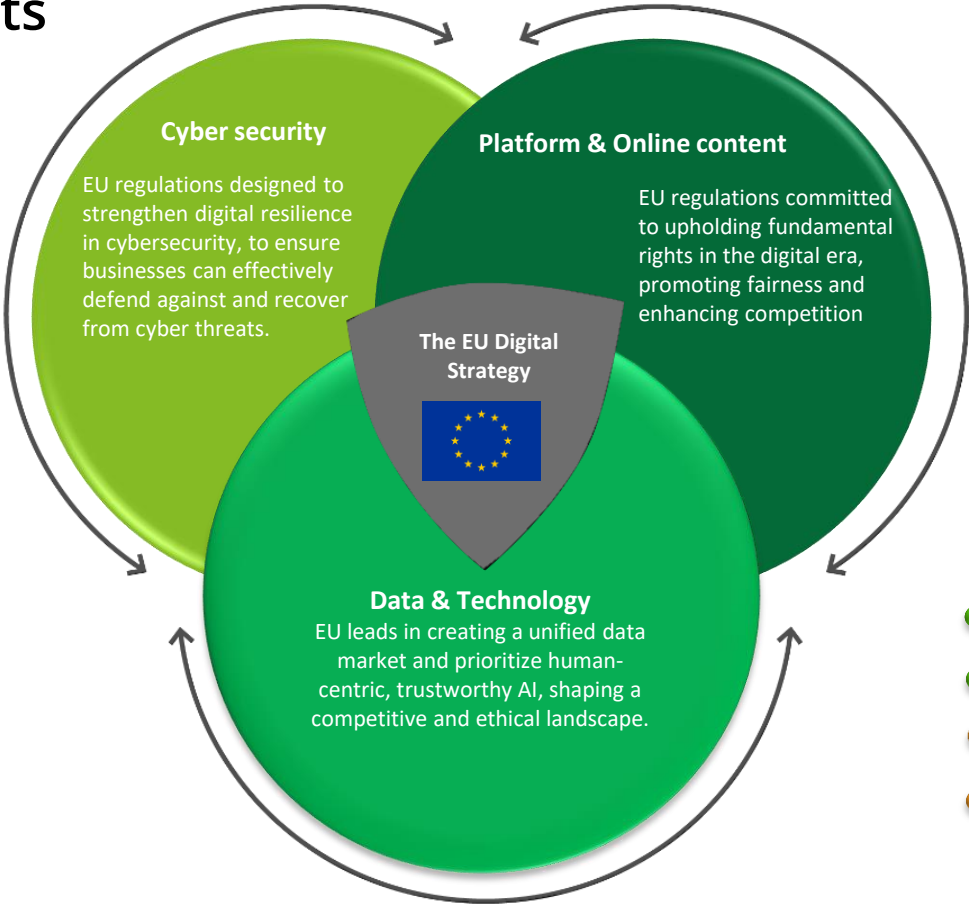 ts
Cyber security
EU regulations designed to
strengthen digital resilience
in cybersecurity, to ensure
businesses can effectively
defend against and recover
from cyber threats.
Platform & Online content
EU regulations committed
to upholding fundamental
rights in the digital era,
promoting fairness and
enhancing competition
The EU Digital
Strategy
Data & Technology
EU leads in creating a unified data
market and prioritize human-
centric, trustworthy AI, shaping a
competitive and ethical landscape.